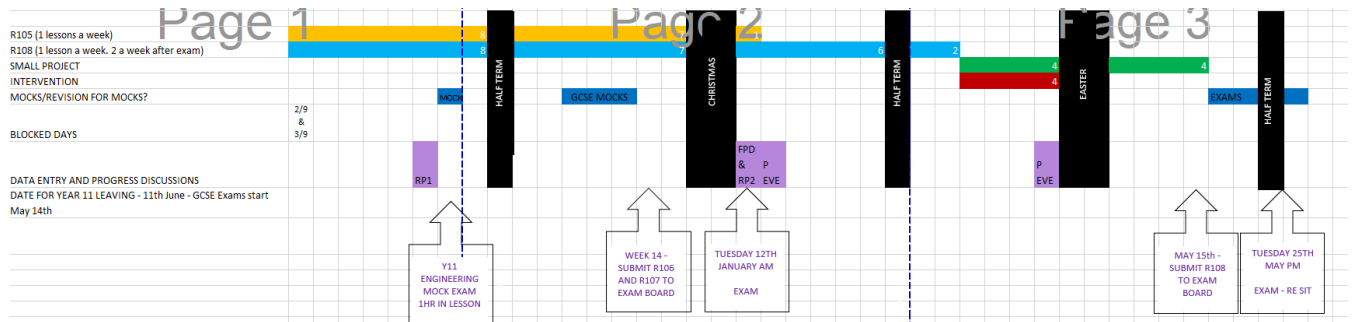 Page 1
Page 2
Page 3
R105 (1 lessons a week)
8
7
R108 (1 lesson a week. 2 a week after exam)
8
7
6
2
SMALL PROJECT
4
4
INTERVENTION
4
MOCKS/REVISION FOR MOCKS?
MOCK
GCSE MOCKS
EXAMS
HALF TERM
CHRISTMAS
HALF TERM
EASTER
HALF TERM
2/9
&
3/9
BLOCKED DAYS
DATA ENTRY AND PROGRESS DISCUSSIONS
RP1
FPD
&
RP2
P
EVE
P
EVE
DATE FOR YEAR 11 LEAVING - 11th June - GCSE Exams start
May 14th
Y11
ENGINEERING
MOCK EXAM
1HR IN LESSON
WEEK 14 -
SUBMIT R106
AND R107 TO
EXAM BOARD
TUESDAY 12TH
JANUARY AM
EXAM
MAY 15th -
SUBMIT R108
TO EXAM
BOARD
TUESDAY 25TH
MAY PM
EXAM - RE SIT